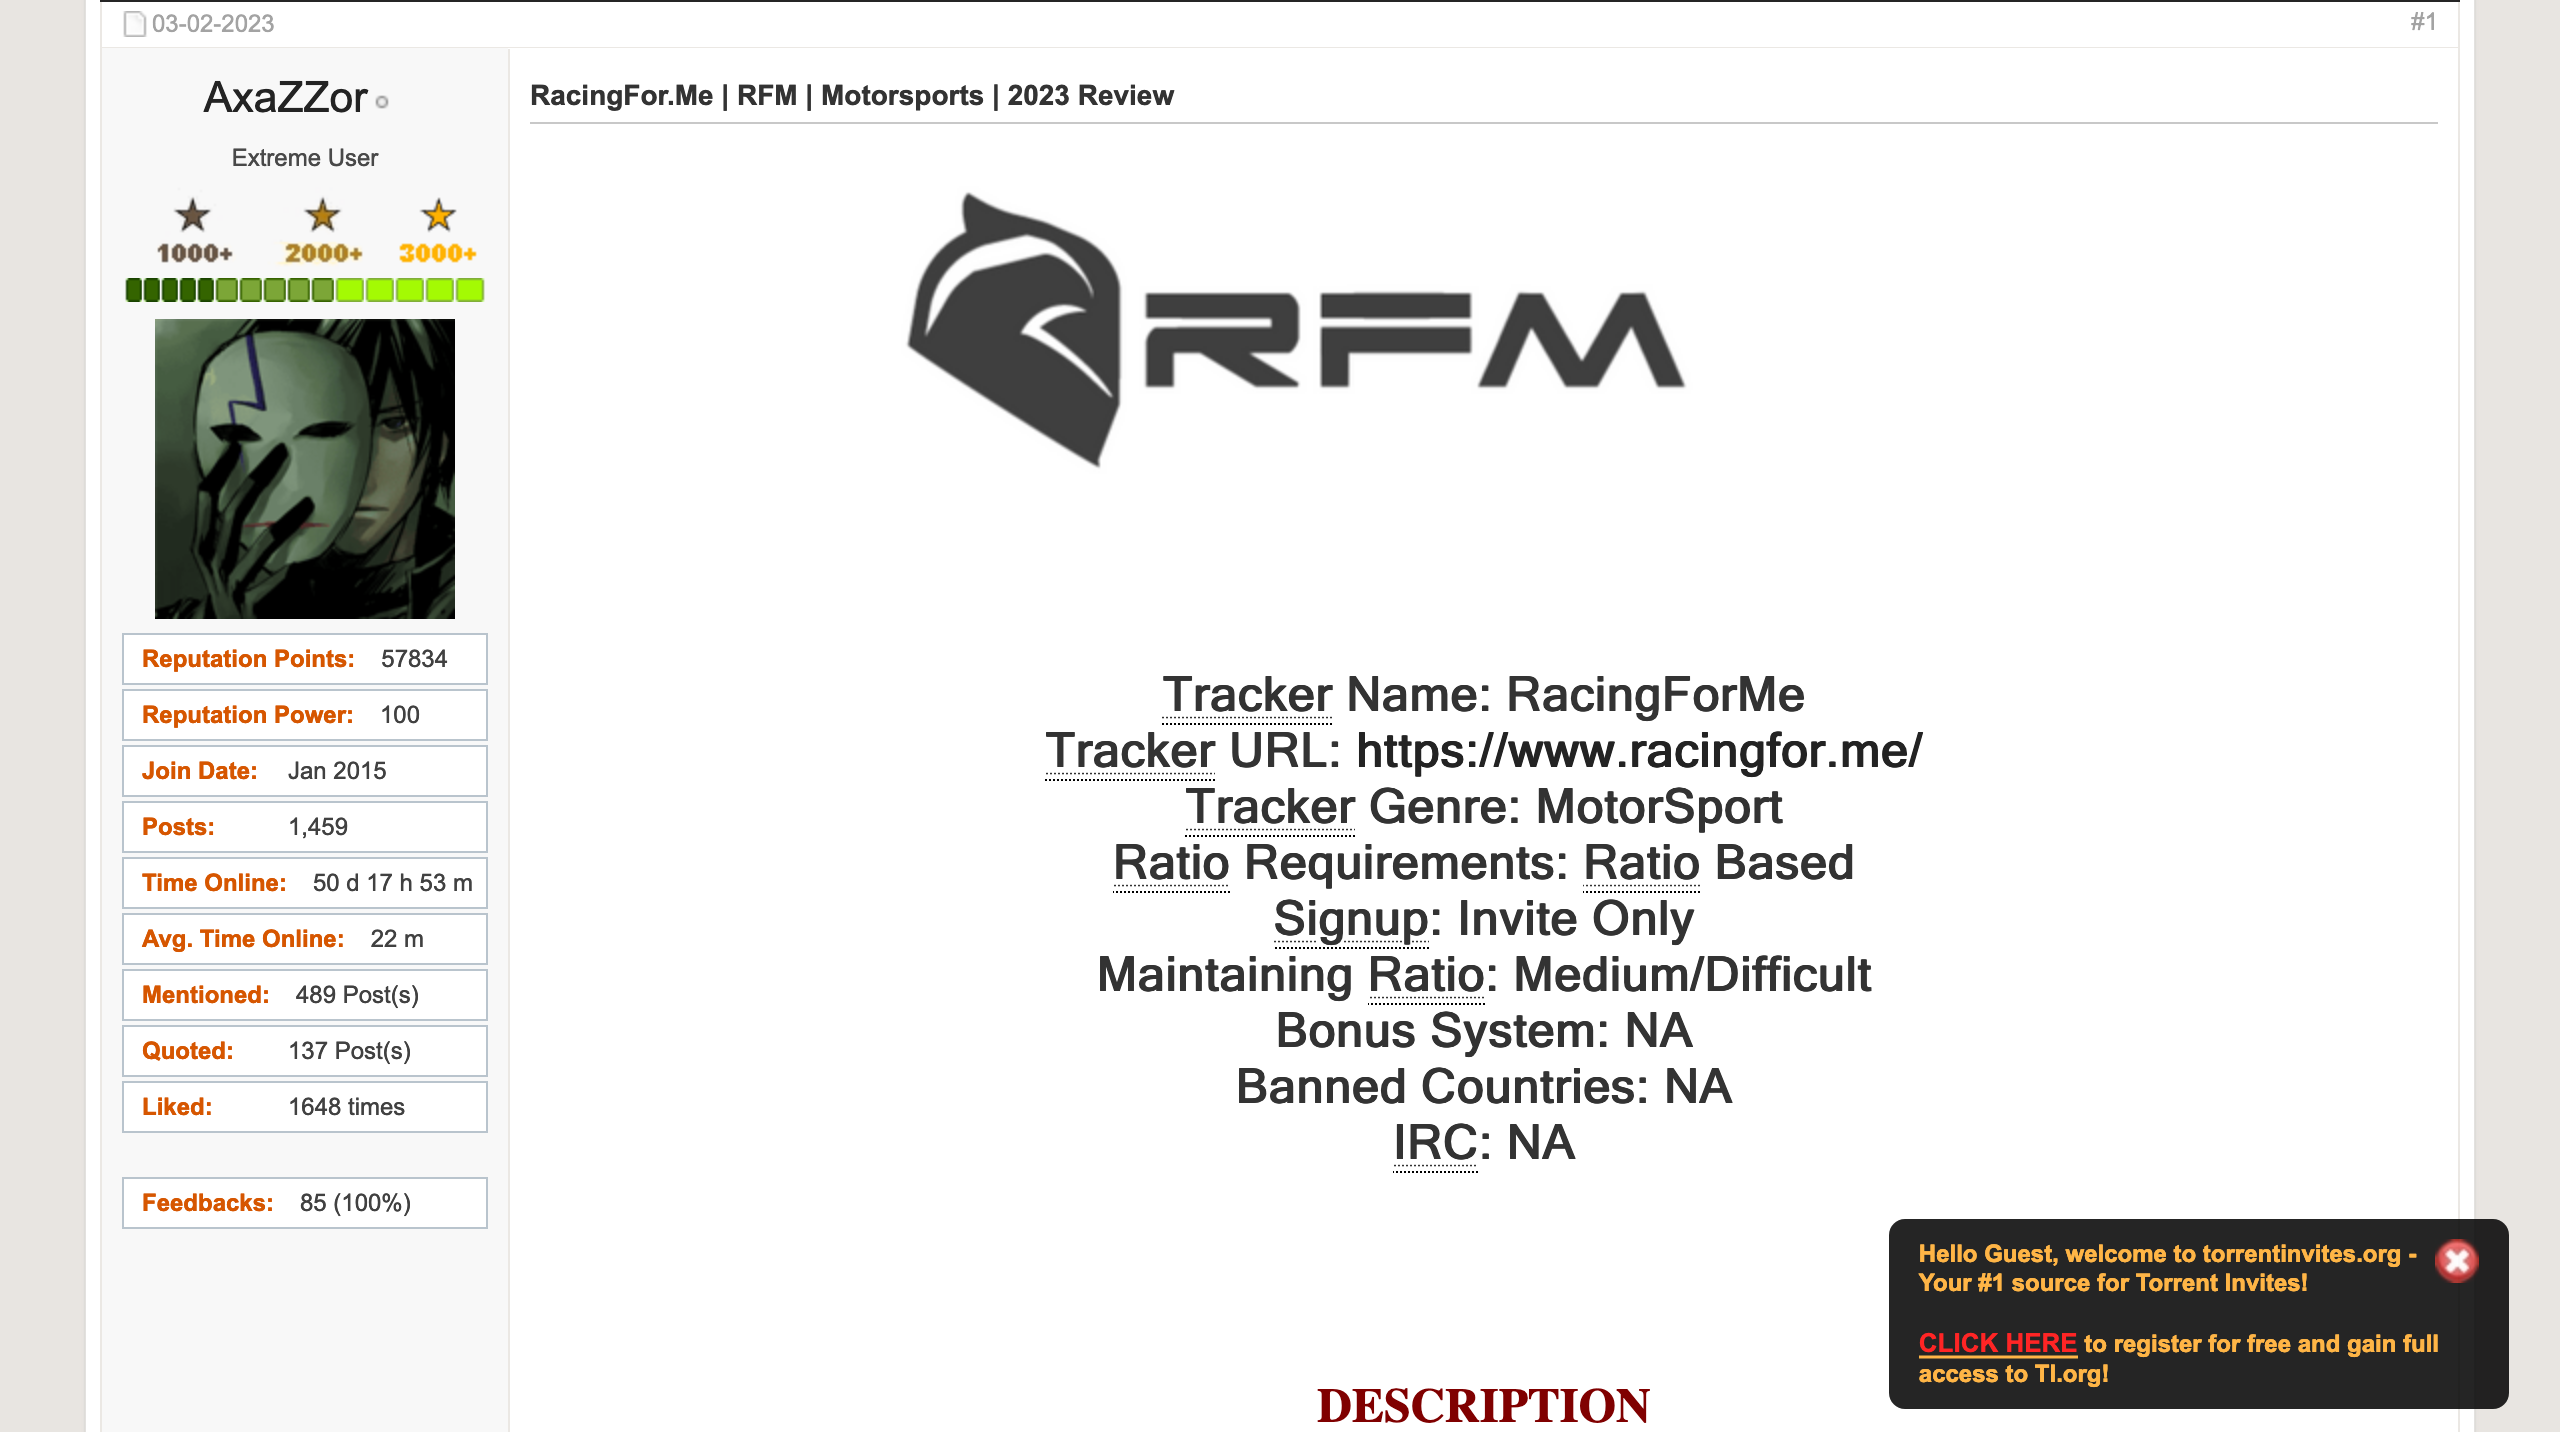 03-02-2023
#1
AxaZZor
Extreme User
1000+ 2000+ 3000+
Reputation Points: 57834
Reputation Power: 100
Join Date: Jan 2015
Posts: 1,459
Time Online: 50 d 17 h 53 m
Avg. Time Online: 22 m
Mentioned: 489 Post(s)
Quoted: 137 Post(s)
Liked: 1648 times
Feedbacks: 85 (100%)
RacingFor.Me | RFM | Motorsports | 2023 Review
RFM
Tracker Name: RacingForMe
Tracker URL: https://www.racingfor.me/
Tracker Genre: MotorSport
Ratio Requirements: Ratio Based
Signup: Invite Only
Maintaining Ratio: Medium/Difficult
Bonus System: NA
Banned Countries: NA
IRC: NA
DESCRIPTION
Hello Guest, welcome to torrentinvites.org -
Your #1 source for Torrent Invites!
CLICK HERE to register for free and gain full
access to TI.org!